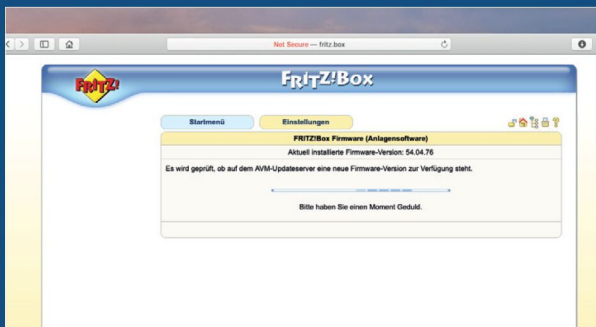 Not Secure — fritz.box
FRITZ!
FRITZ!Box
Startmenü
Einstellungen
FRITZ!Box Firmware (Anlagensoftware)
Aktuell installierte Firmware-Version: 54.04.76
Es wird geprüft, ob auf dem AVM-Updateserver eine neue Firmware-Version zur Verfügung steht.
Bitte haben Sie einen Moment Geduld.